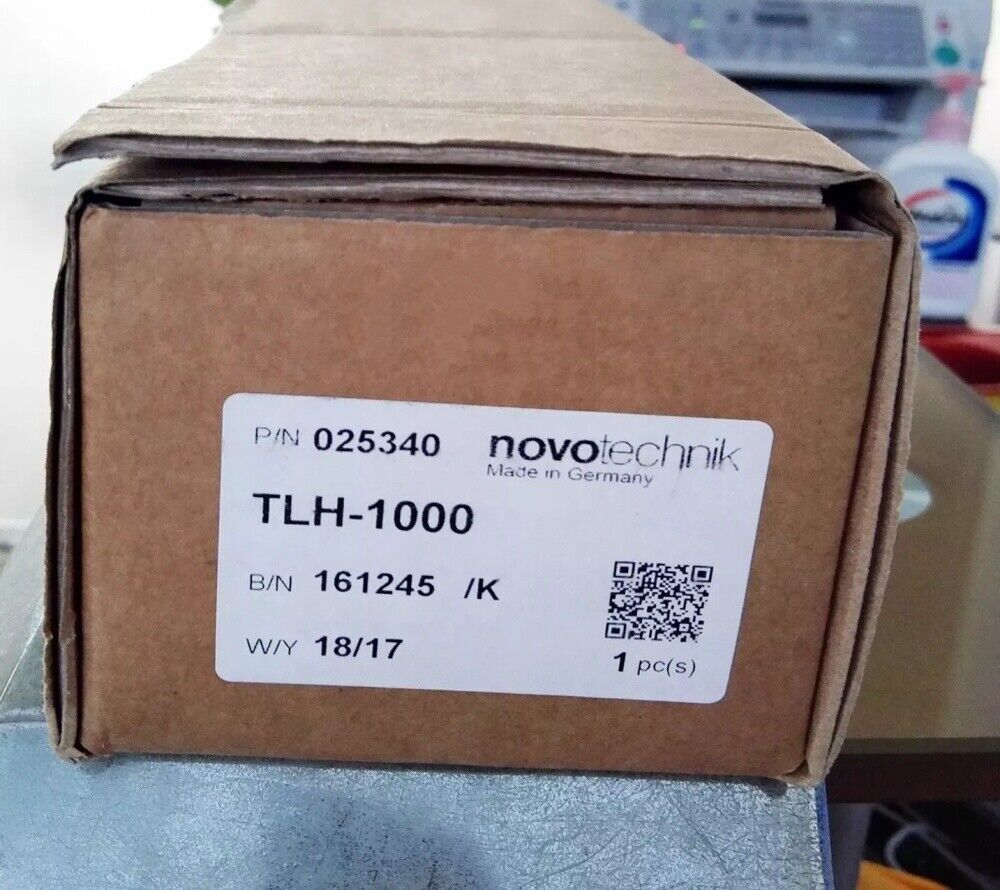 P/N 025340 novotechnik
Made in Germany
TLH-1000
B/N 161245 /K
W/Y 18/17
1 pc(s)